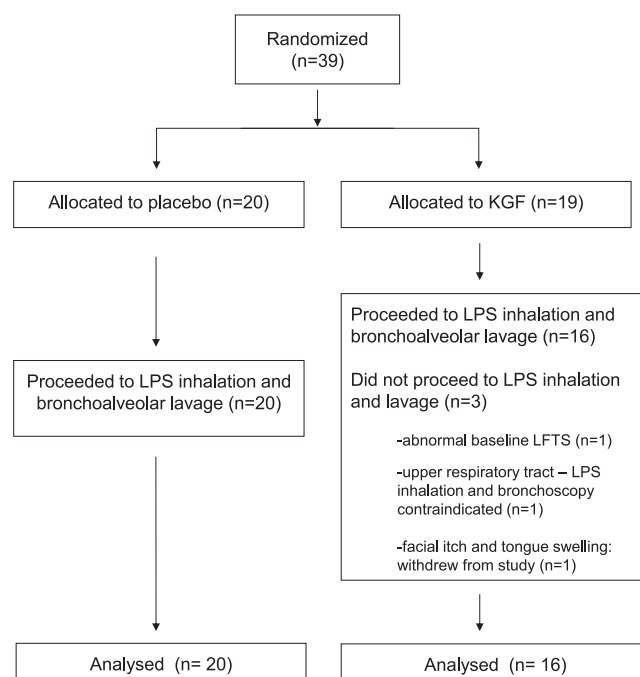 Randomized
(n=39)
Allocated to placebo (n=20)
Allocated to KGF (n=19)
Proceeded to LPS inhalation and
bronchoalveolar lavage (n=20)
Proceeded to LPS inhalation and
bronchoalveolar lavage (n=16)
Did not proceed to LPS inhalation
and lavage (n=3)
-abnormal baseline LFTS (n=1)
-upper respiratory tract – LPS
inhalation and bronchoscopy
contraindicated (n=1)
-facial itch and tongue swelling:
withdrew from study (n=1)
Analysed (n= 20)
Analysed (n= 16)